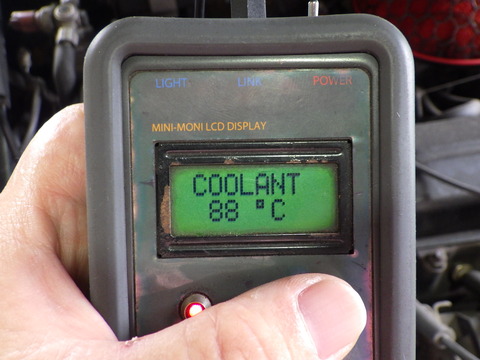 LIGHT LINK POWER
MINI-MONI LCD DISPLAY
COOLANT
88 °C